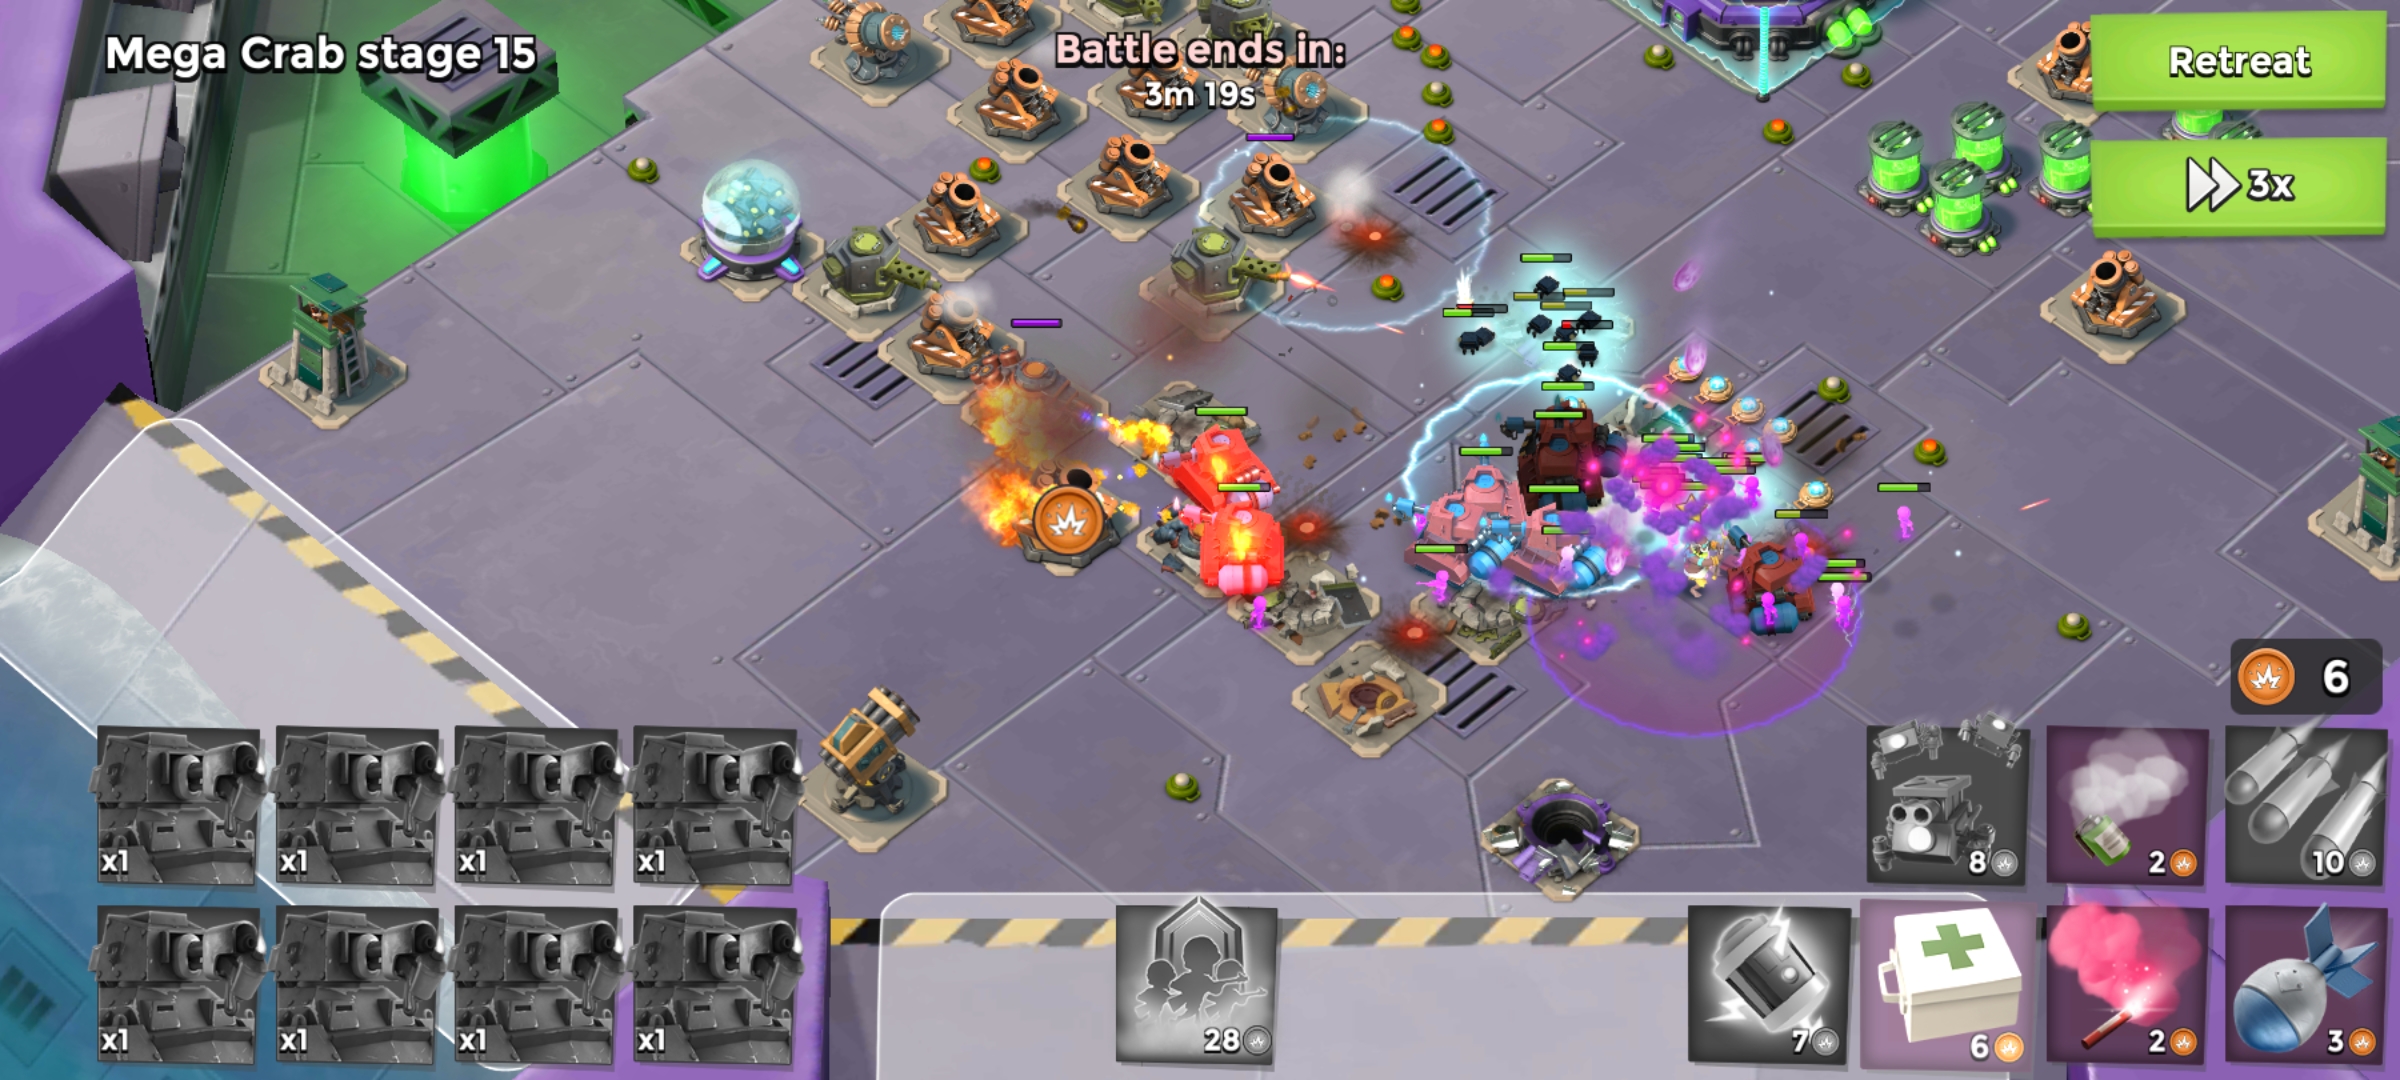 Mega Crab stage 15
Battle ends in:
3m 19s
Retreat
3x
6
8
2
10
x1
x1
x1
x1
x1
x1
x1
x1
28
7
6
2
3